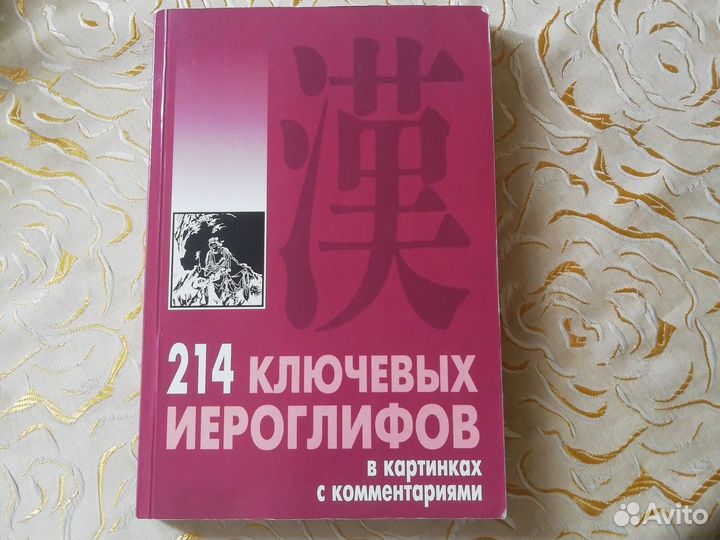 漢
214 КЛЮЧЕВЫХ
ИЕРОГЛИФОВ
в картинках
с комментариями
Avito